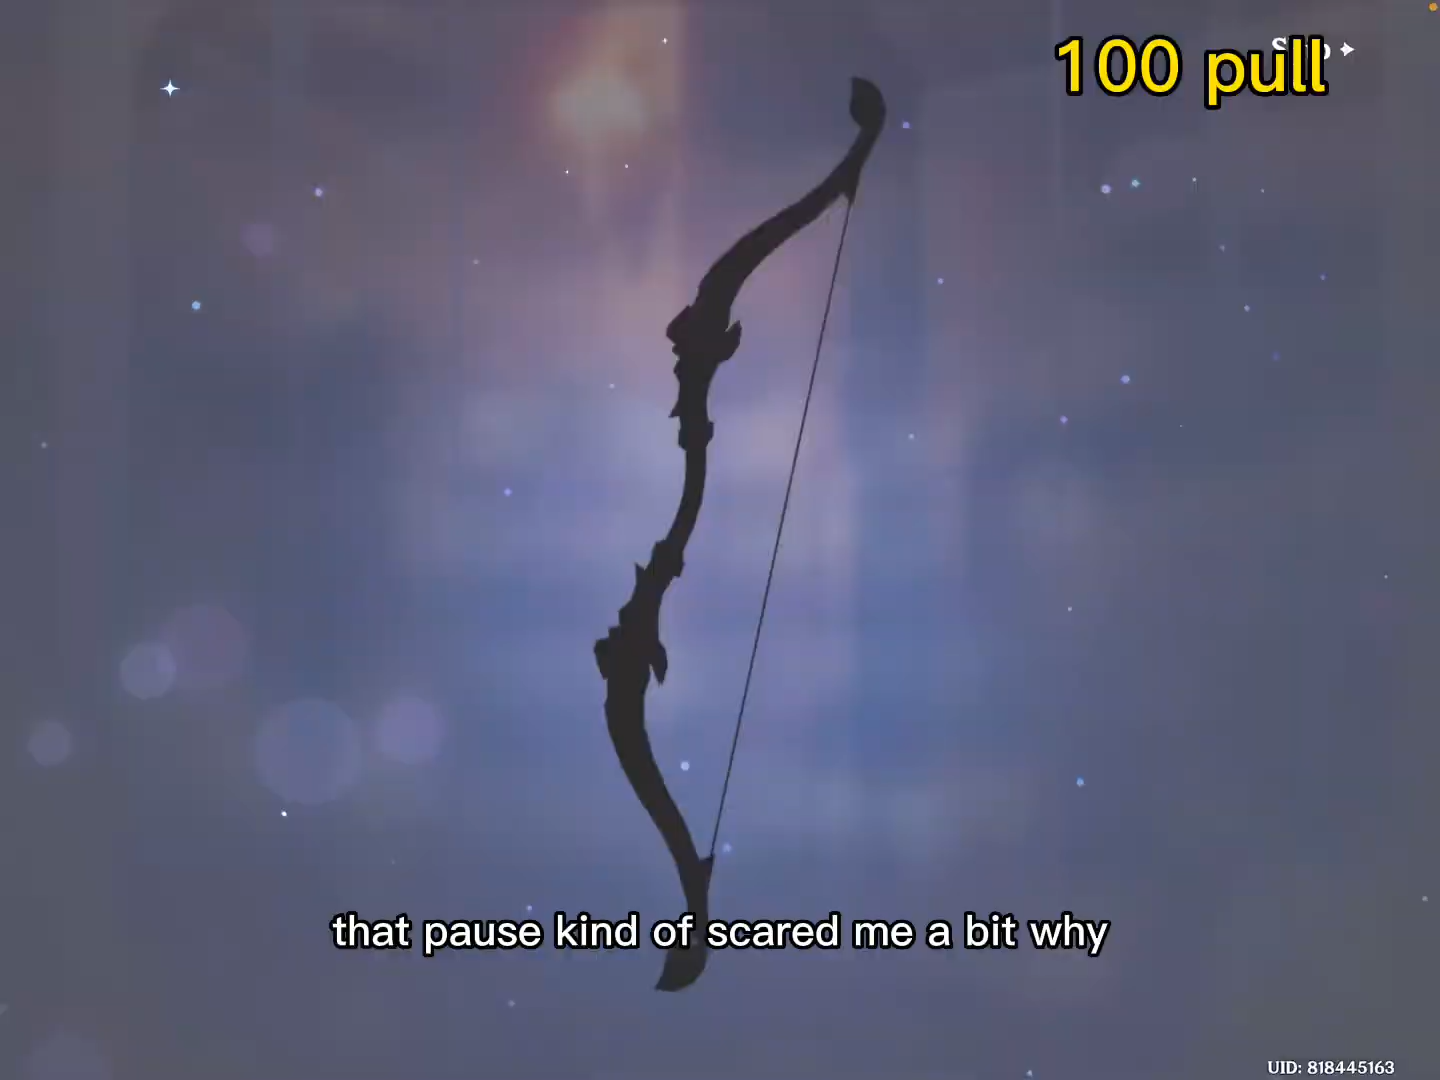 100 pull
that pause kind of scared me a bit why
UID: 818445163